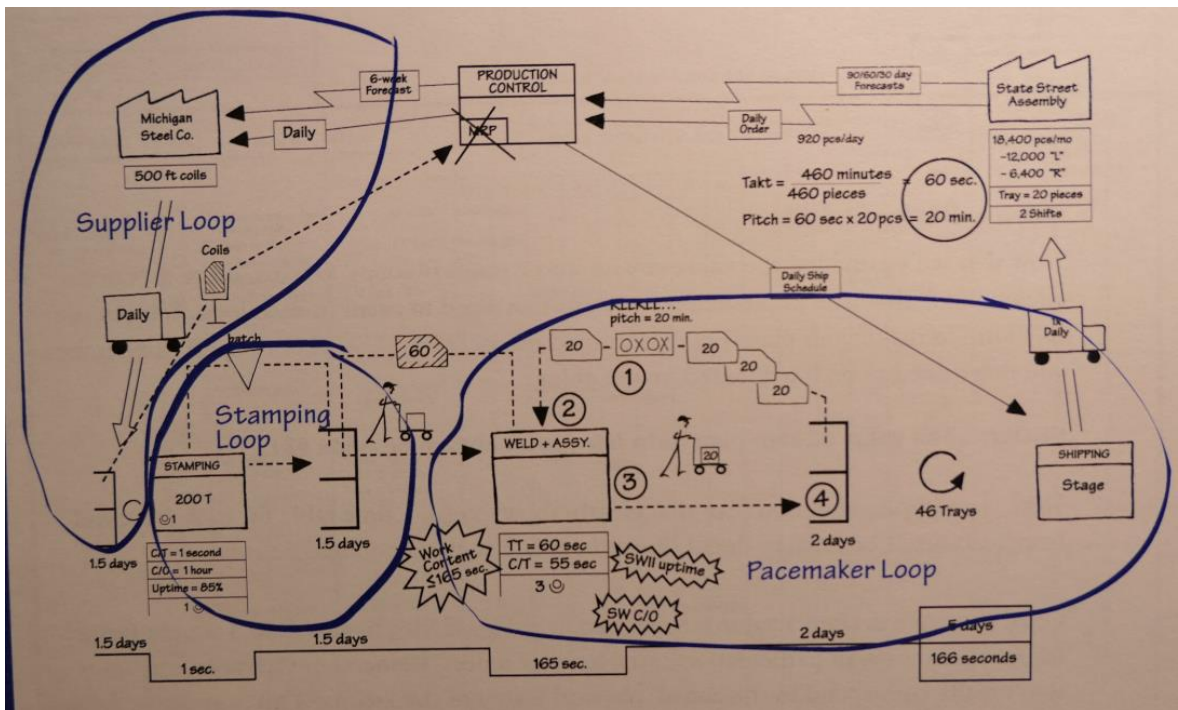 6-week
Forecast
PRODUCTION
CONTROL
MRP
90/60/30 day
Forecasts
State Street
Assembly
Michigan
Steel Co.
Daily
Daily
Order
920 pcs/day
500 ft coils
18,400 pcs/mo
-12,000 "L"
- 6,400 "R"
Tray = 20 pieces
2 Shifts
Takt = 460 minutes
460 pieces
= 60 sec.
Pitch = 60 sec x 20 pcs = 20 min.
Supplier Loop
Coils
Daily
Daily Ship
Schedule
pitch = 20 min.
1x
Daily
batch
60
20
OXOX
20
20
20
1
Stamping
Loop
2
WELD + ASSY.
20
3
4
STAMPING
200 T
1
SHIPPING
Stage
46 Trays
1.5 days
1.5 days
2 days
C/T = 1 second
C/O = 1 hour
Uptime = 85%
1
Work
Content
≤165 sec.
TT = 60 sec
C/T = 55 sec
3
uptime
C/O
Pacemaker Loop
1.5 days
1.5 days
2 days
5 days
1 sec.
165 sec.
166 seconds